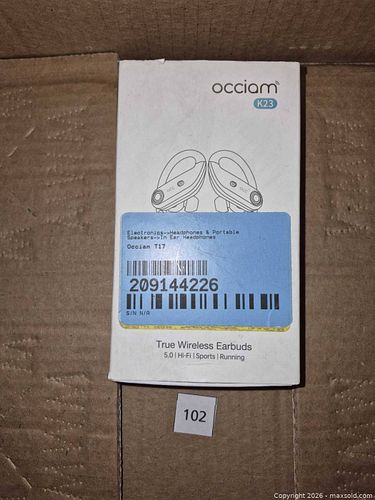 occiam
K23
Electronics->Headphones & Portable
Speakers->In Ear Headphones
Occiam T17
209144226
S/N N/A
True Wireless Earbuds
5.0 | Hi-Fi | Sports | Running
102
Copyright 2026 - maxsold.com